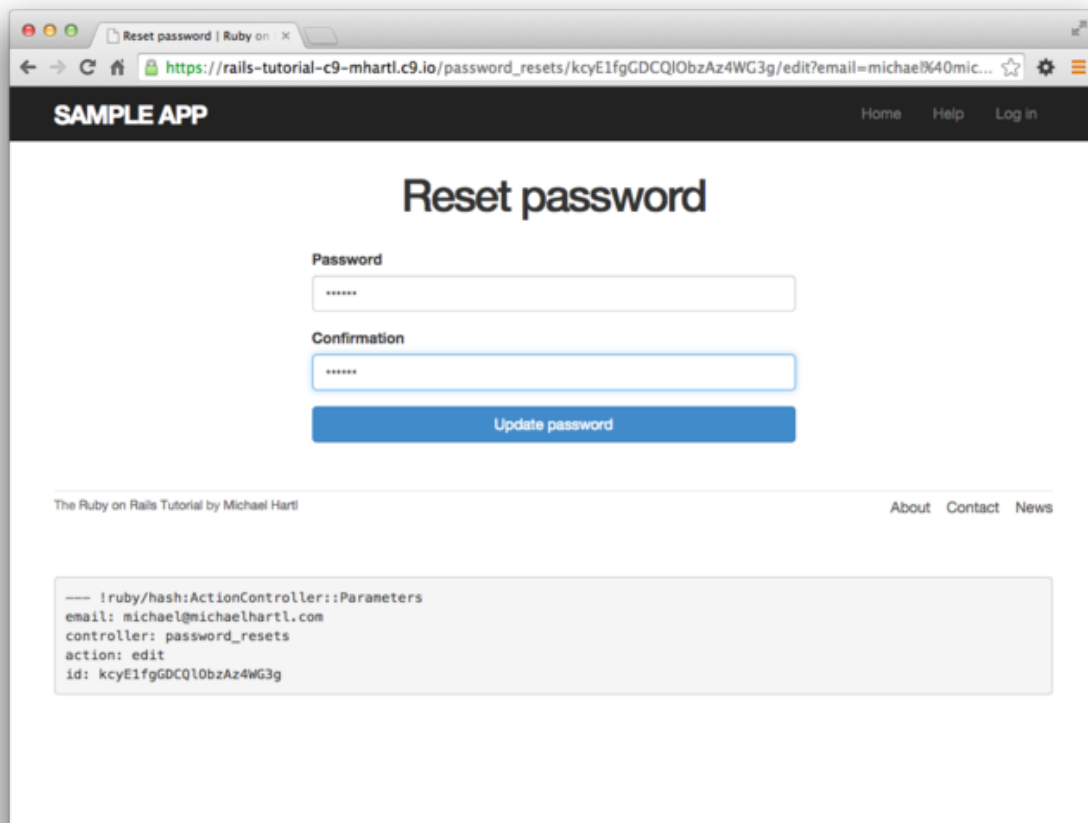 Reset password | Ruby on
https://rails-tutorial-c9-mhartl.c9.io/password_resets/kcyE1fgGDCQlObzAz4WG3g/edit?email=michael%40mic...
SAMPLE APP Home Help Log in
Reset password
Password
••••••
Confirmation
••••••
Update password
The Ruby on Rails Tutorial by Michael Hartl About Contact News
--- !ruby/hash:ActionController::Parameters
email: michael@michaelhartl.com
controller: password_resets
action: edit
id: kcyE1fgGDCQlObzAz4WG3g